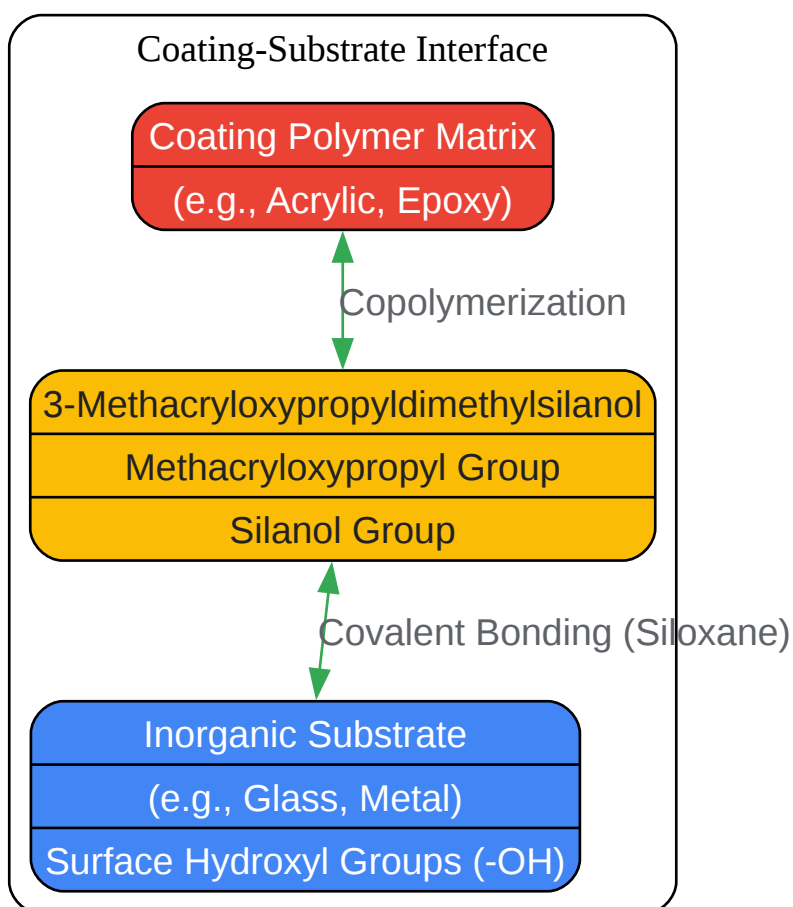 Coating-Substrate Interface
Coating Polymer Matrix
(e.g., Acrylic, Epoxy)
Copolymerization
3-Methacryloxypropyldimethylsilanol
Methacryloxypropyl Group
Silanol Group
Covalent Bonding (Siloxane)
Inorganic Substrate
(e.g., Glass, Metal)
Surface Hydroxyl Groups (-OH)